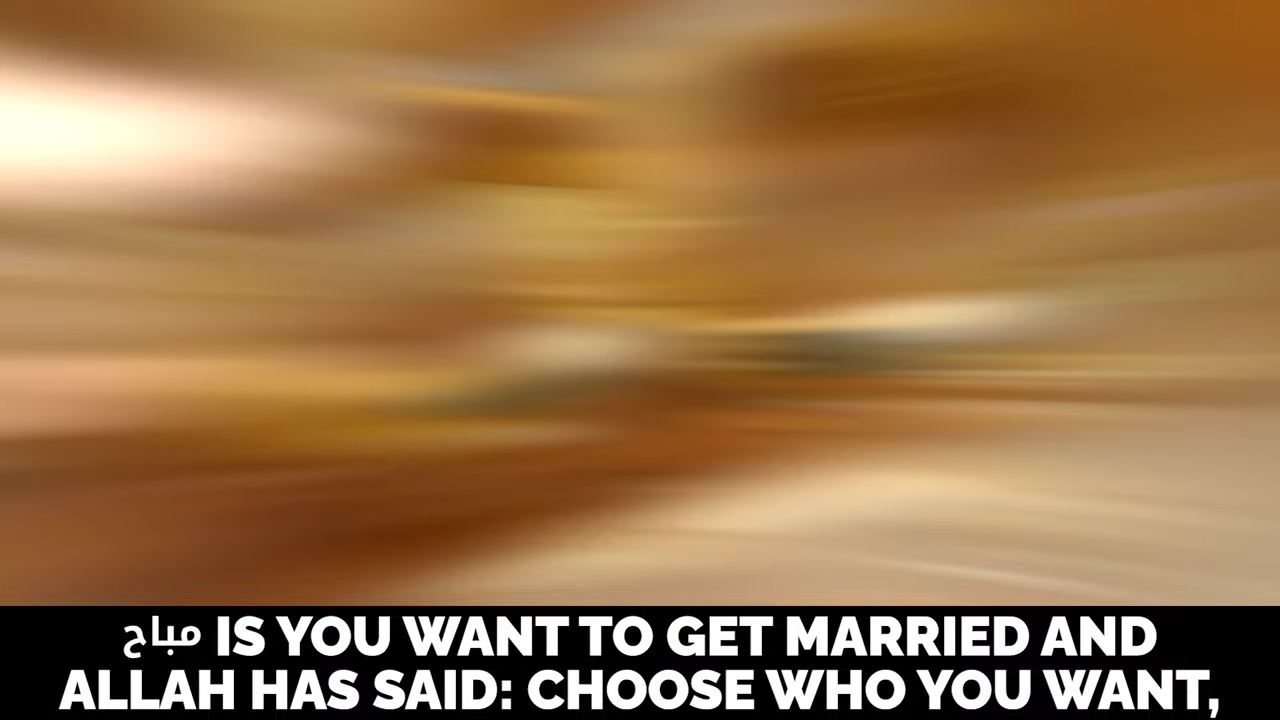 مباح IS YOU WANT TO GET MARRIED AND
ALLAH HAS SAID: CHOOSE WHO YOU WANT,